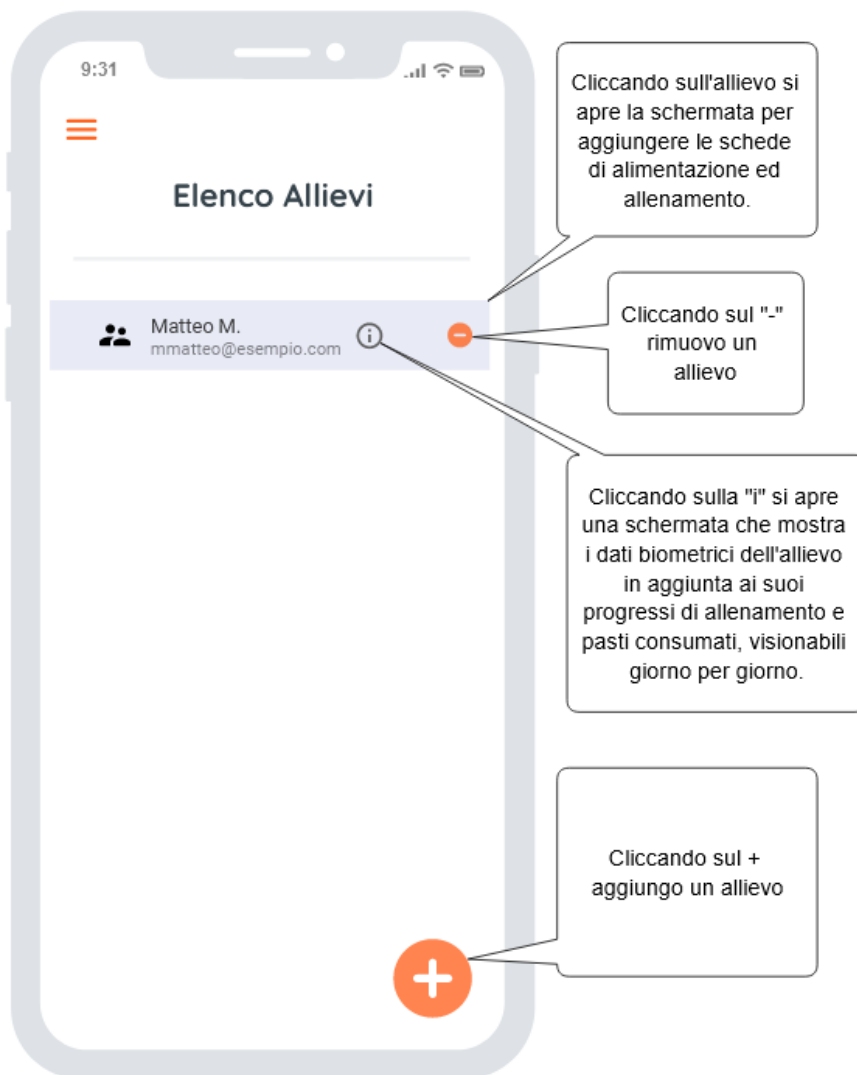 9:31
Elenco Allievi
Matteo M.
mmatteo@esempio.com
Cliccando sull'allievo si
apre la schermata per
aggiungere le schede
di alimentazione ed
allenamento.
Cliccando sul "-"
rimuovo un
allievo
Cliccando sulla "i" si apre
una schermata che mostra
i dati biometrici dell'allievo
in aggiunta ai suoi
progressi di allenamento e
pasti consumati, visionabili
giorno per giorno.
Cliccando sul +
aggiungo un allievo